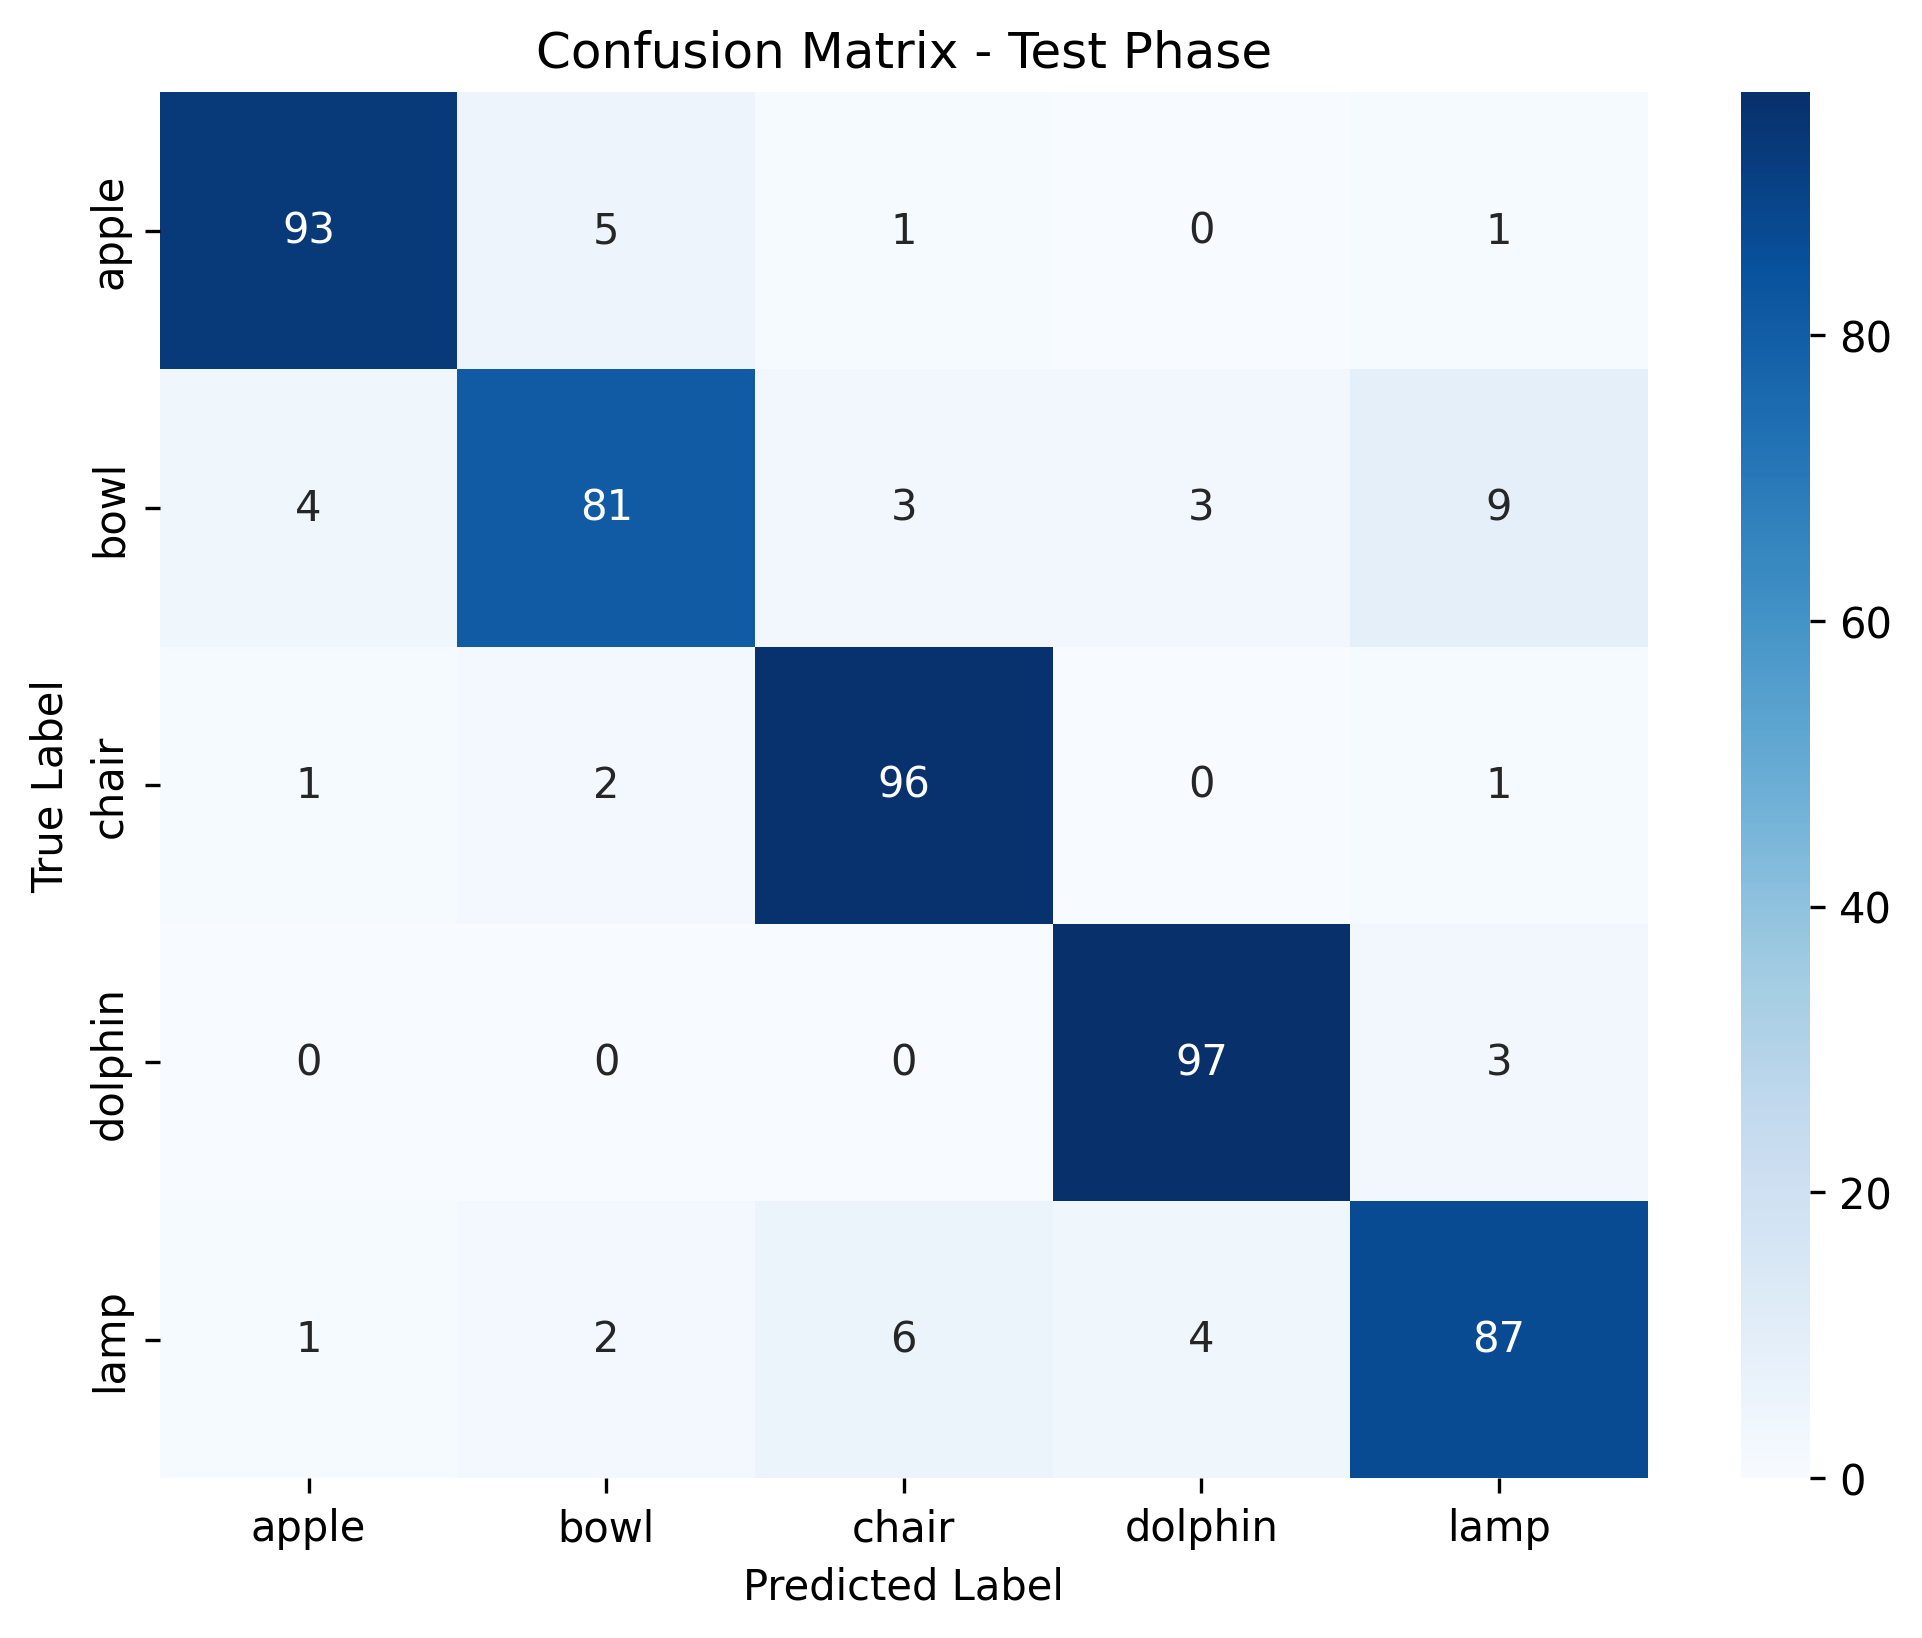 Confusion Matrix - Test Phase
True Label
apple 93 5 1 0 1
bowl 4 81 3 3 9
chair 1 2 96 0 1
dolphin 0 0 0 97 3
lamp 1 2 6 4 87
apple bowl chair dolphin lamp
Predicted Label
80
60
40
20
0